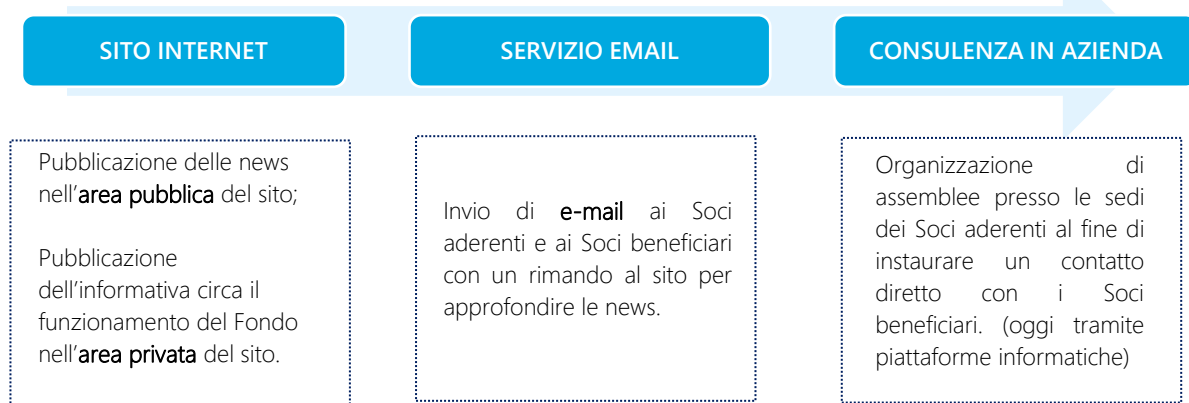 SITO INTERNET
SERVIZIO EMAIL
CONSULENZA IN AZIENDA
Pubblicazione delle news
nell'area pubblica del sito;
Pubblicazione
dell'informativa circa il
funzionamento del Fondo
nell'area privata del sito.
Invio di e-mail ai Soci
aderenti e ai Soci beneficiari
con un rimando al sito per
approfondire le news.
Organizzazione di
assemblee presso le sedi
dei Soci aderenti al fine di
instaurare un contatto
diretto con i Soci
beneficiari. (oggi tramite
piattaforme informatiche)